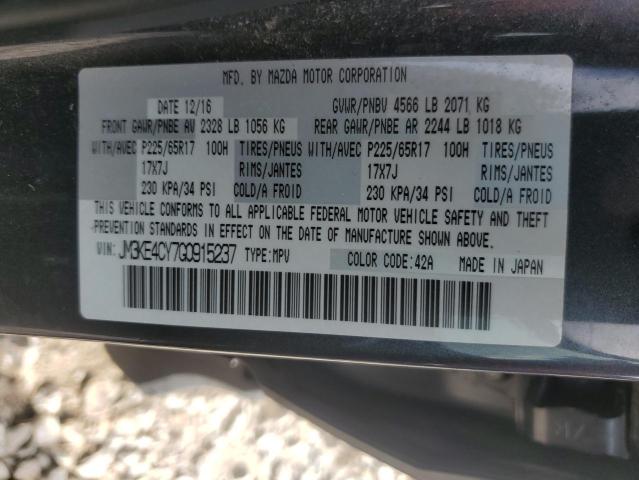 MFD. BY MAZDA MOTOR CORPORATION
DATE 12/16 GVWR/PNBV 4566 LB 2071 KG
FRONT GAWR/PNBE AV 2328 LB 1056 KG REAR GAWR/PNBE AR 2244 LB 1018 KG
WITH/AVEC P225/65R17 100H TIRES/PNEUS WITH/AVEC P225/65R17 100H TIRES/PNEUS
17X7J RIMS/JANTES 17X7J RIMS/JANTES
230 KPA/34 PSI COLD/A FROID 230 KPA/34 PSI COLD/A FROID
THIS VEHICLE CONFORMS TO ALL APPLICABLE FEDERAL MOTOR VEHICLE SAFETY AND THEFT
PREVENTION STANDARDS IN EFFECT ON THE DATE OF MANUFACTURE SHOWN ABOVE.
VIN: JM3KE4CY7G0915237 TYPE:MPV COLOR CODE:42A MADE IN JAPAN